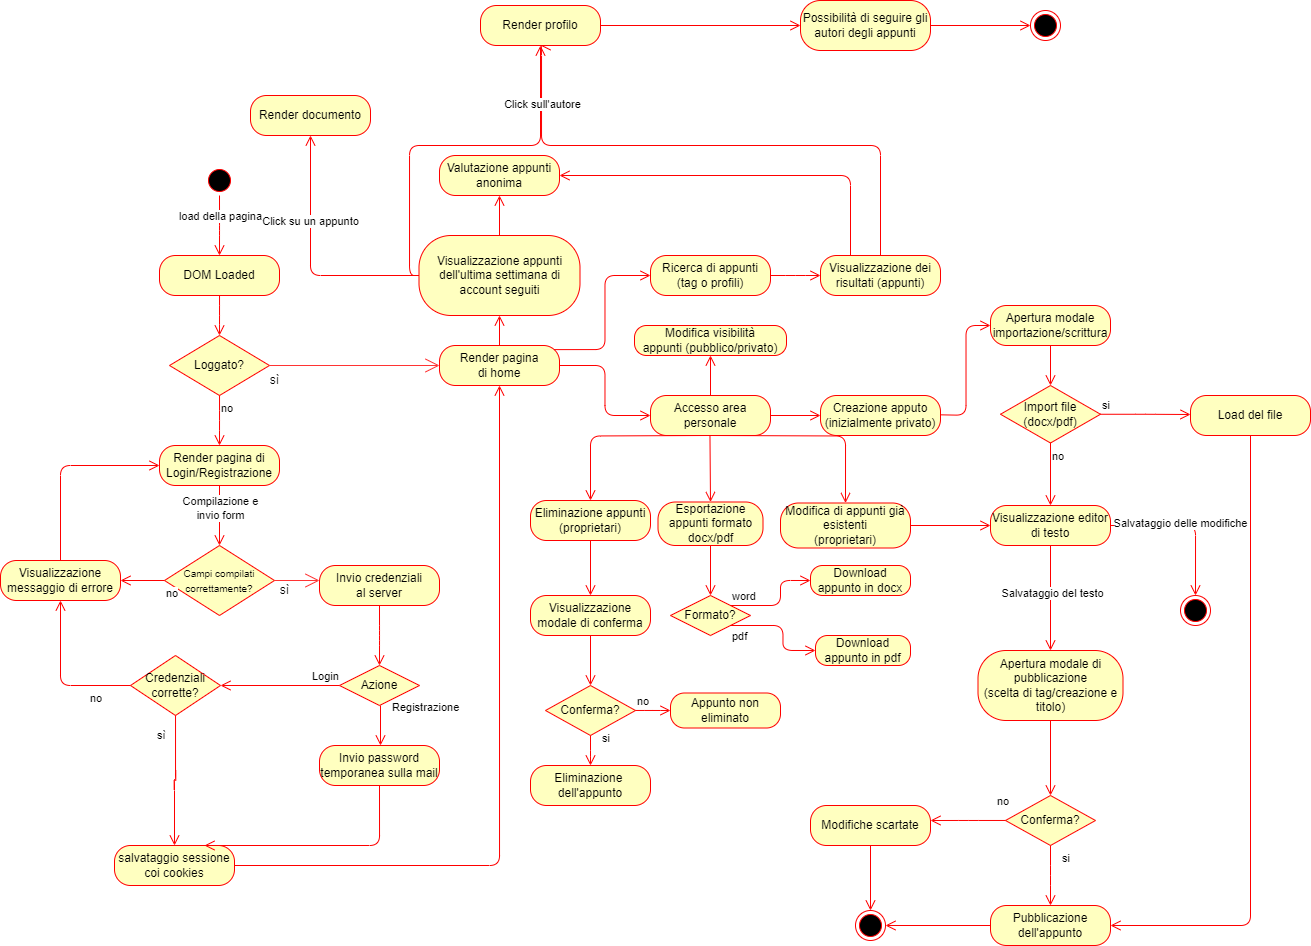 Render profilo
Possibilità di seguire gli
autori degli appunti
Click sull'autore
Render documento
Valutazione appunti
anonima
load della pagina
Click su un appunto
DOM Loaded
Visualizzazione appunti
dell'ultima settimana di
account seguiti
Ricerca di appunti
(tag o profili)
Visualizzazione dei
risultati (appunti)
Apertura modale
importazione/scrittura
Modifica visibilità
appunti (pubblico/privato)
Loggato?
sì
no
Render pagina
di home
Accesso area
personale
Creazione apputo
(inizialmente privato)
Import file
(docx/pdf)
si
no
Load del file
Render pagina di
Login/Registrazione
Compilazione e
invio form
Eliminazione appunti
(proprietari)
Esportazione
appunti formato
docx/pdf
Modifica di appunti già
esistenti
(proprietari)
Visualizzazione editor
di testo
Salvataggio delle modifiche
Visualizzazione
messaggio di errore
no
Campi compilati
correttamente?
sì
Invio credenziali
al server
Visualizzazione
modale di conferma
Formato?
word
pdf
Download
appunto in docx
Download
appunto in pdf
Salvataggio del testo
Credenziali
corrette?
no
sì
Login
Azione
Registrazione
Apertura modale di
pubblicazione
(scelta di tag/creazione e
titolo)
Conferma?
no
si
Appunto non
eliminato
Invio password
temporanea sulla mail
Eliminazione
dell'appunto
Modifiche scartate
no
Conferma?
si
salvataggio sessione
coi cookies
Pubblicazione
dell'appunto